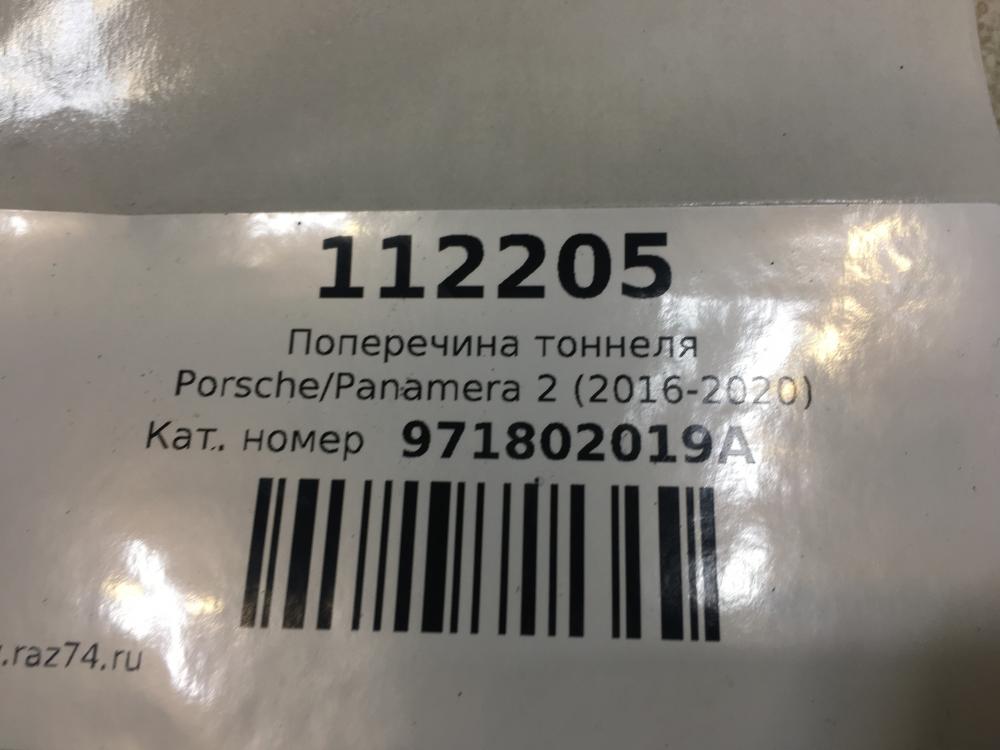 112205
Поперечина тоннеля
Porsche/Panamera 2 (2016-2020)
Кат. номер 971802019A
.raz74.ru